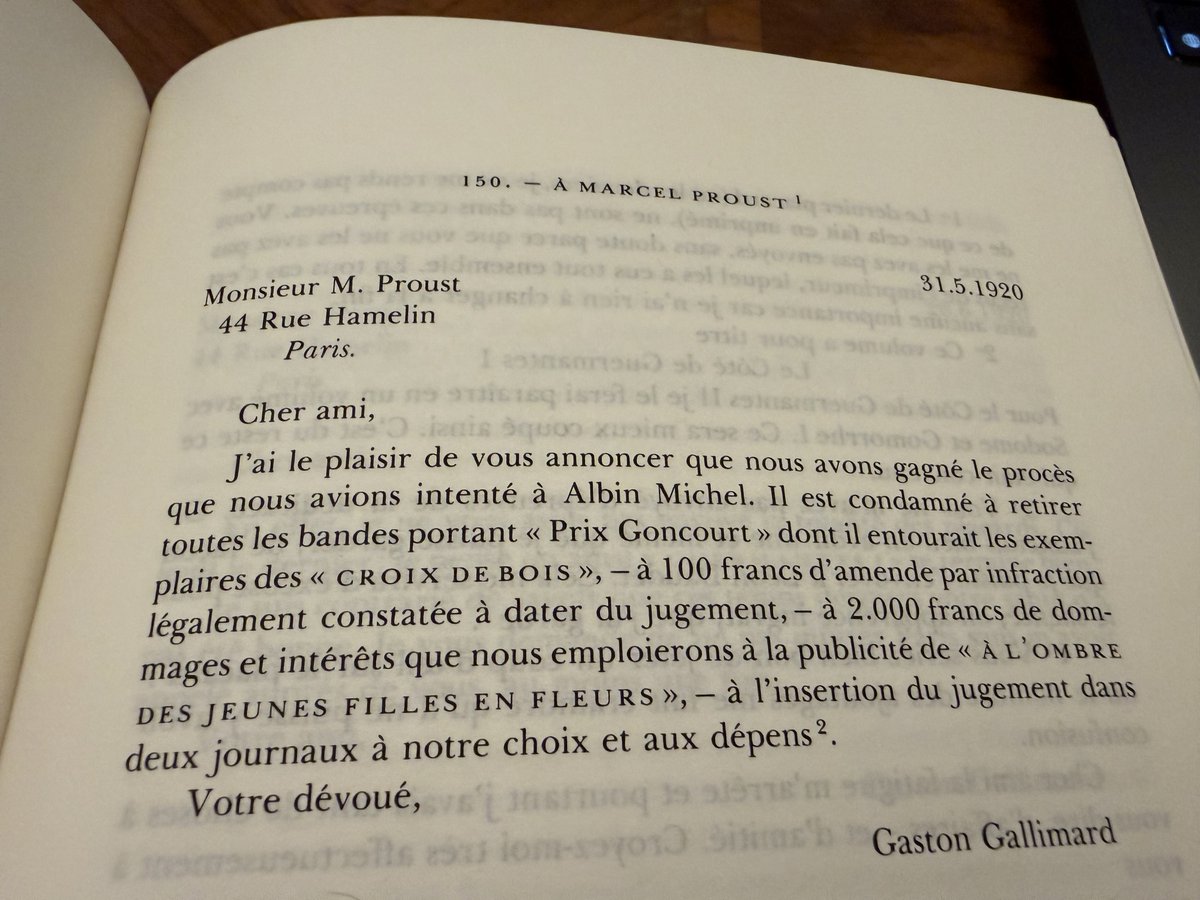 150. – À MARCEL PROUST 1
31.5.1920
Monsieur M. Proust
44 Rue Hamelin
Paris.
Cher ami,
J'ai le plaisir de vous annoncer que nous avons gagné le procès
que nous avions intenté à Albin Michel. Il est condamné à retirer
toutes les bandes portant « Prix Goncourt » dont il entourait les exem-
plaires des « CROIX DE BOIS », – à 100 francs d'amende par infraction
légalement constatée à dater du jugement, – à 2.000 francs de dom-
mages et intérêts que nous emploierons à la publicité de « À L'OMBRE
DES JEUNES FILLES EN FLEURS », – à l'insertion du jugement dans
deux journaux à notre choix et aux dépens 2.
Votre dévoué,
Gaston Gallimard